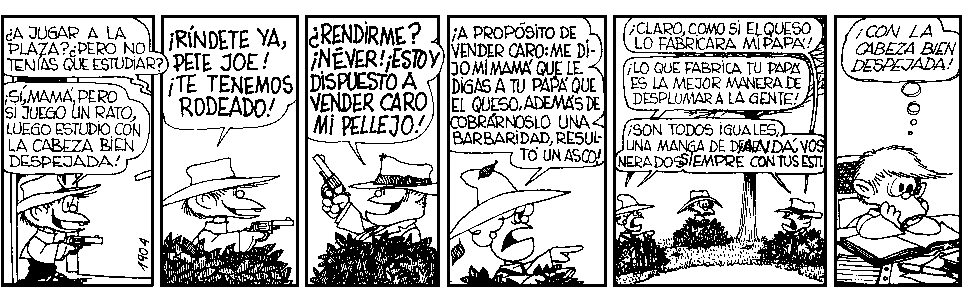 ¿A JUGAR A LA
PLAZA? ¿PERO NO
TENÍAS QUE ESTUDIAR?
¡SÍ, MAMÁ, PERO
SI JUEGO UN RATO,
LUEGO ESTUDIO CON
LA CABEZA BIEN
DESPEJADA!
1904
¡RÍNDETE YA,
PETE JOE!
¡TE TENEMOS
RODEADO!
¿RENDIRME?
¡NÉVER! ¡ESTOY
DISPUESTO A
VENDER CARO
MI PELLEJO!
¡A PROPÓSITO DE
VENDER CARO: ME DI-
JO MI MAMÁ QUE LE
DIGAS A TU PAPÁ QUE
EL QUESO, ADEMÁS DE
COBRÁRNOSLO UNA
BARBARIDAD, RESUL-
TÓ UN ASCO!
¡CLARO, COMO SI EL QUESO
LO FABRICARA MI PAPÁ!
¡LO QUE FABRICA TU PAPÁ
ES LA MEJOR MANERA DE
DESPLUMAR A LA GENTE!
¡SON TODOS IGUALES,
UNA MANGA DE VOS
NERADOS SIEMPRE CON TUS
¡CON LA
CABEZA BIEN
DESPEJADA!